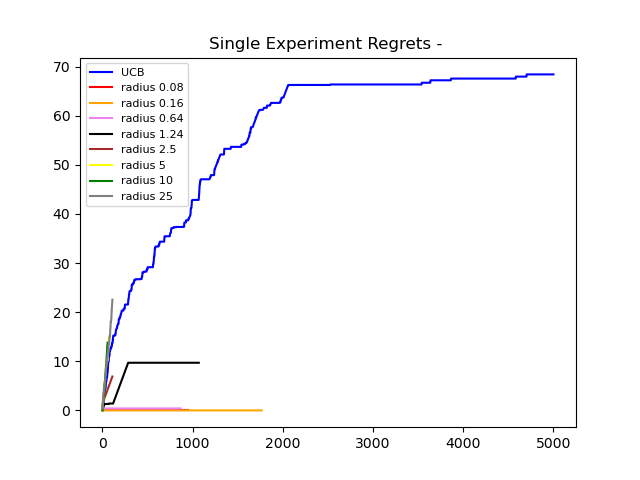 Single Experiment Regrets -
UCB
radius 0.08
radius 0.16
radius 0.64
radius 1.24
radius 2.5
radius 5
radius 10
radius 25
70
60
50
40
30
20
10
0
0 1000 2000 3000 4000 5000